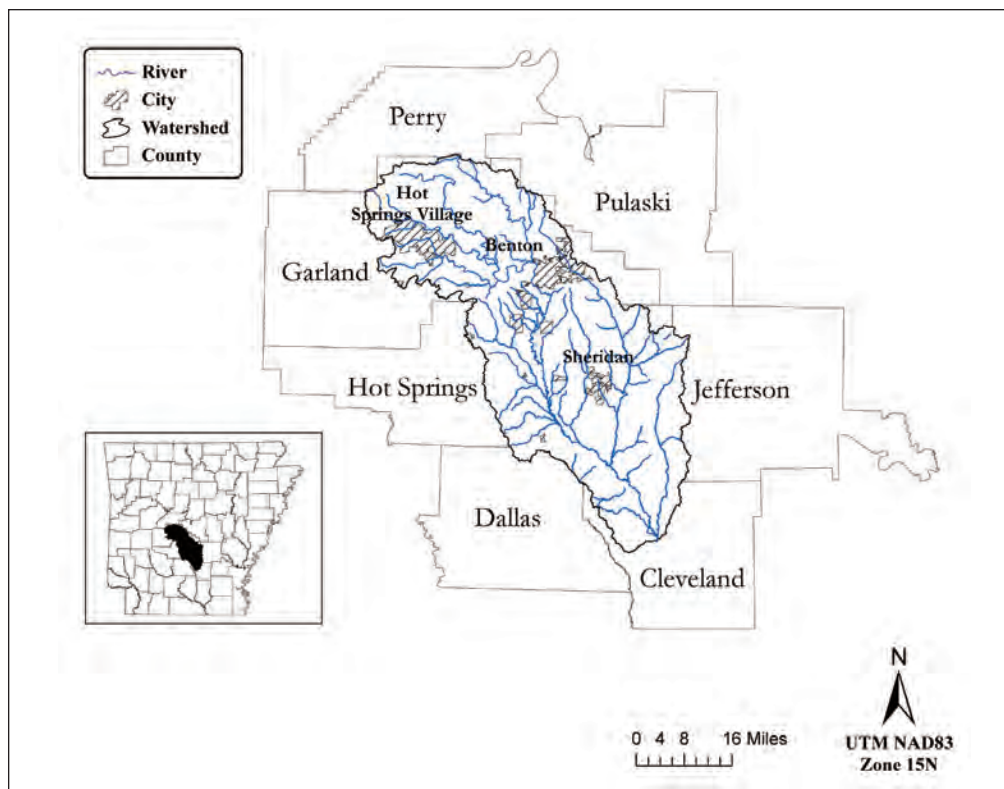 River
City
Watershed
County
Perry
Pulaski
Hot
Springs Village
Benton
Garland
Sheridan
Hot Springs
Jefferson
Dallas
Cleveland
N
0 4 8 16 Miles
UTM NAD83
Zone 15N